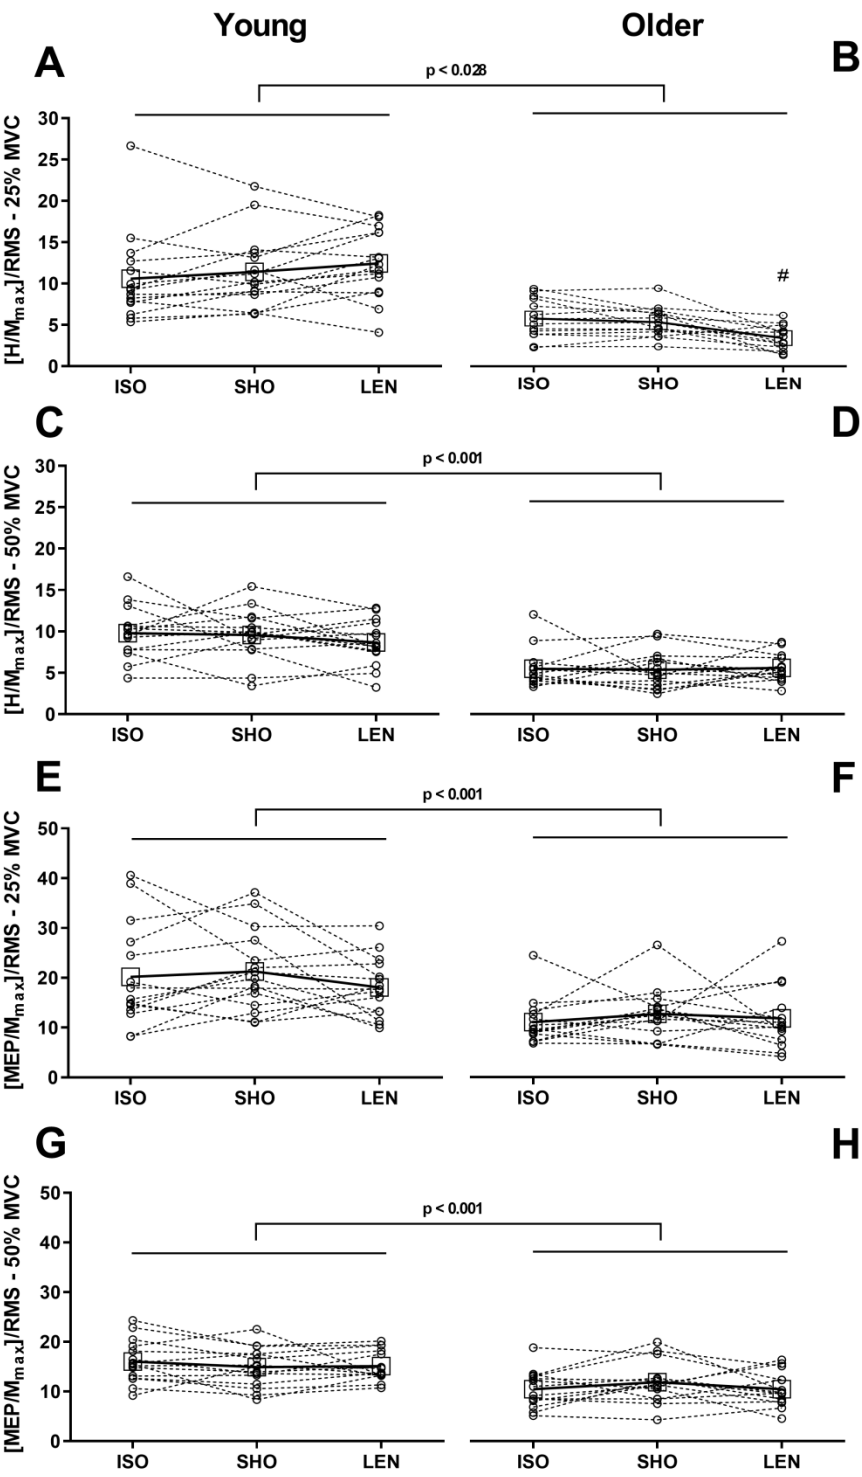 Young Older
A B
p < 0.028
[H/Mmax]/RMS - 25% MVC
30
25
20
15
10
5
0
#
ISO SHO LEN ISO SHO LEN
C D
p < 0.001
[H/Mmax]/RMS - 50% MVC
30
25
20
15
10
5
0
ISO SHO LEN ISO SHO LEN
E F
p < 0.001
[MEP/Mmax]/RMS - 25% MVC
50
40
30
20
10
0
ISO SHO LEN ISO SHO LEN
G H
p < 0.001
[MEP/Mmax]/RMS - 50% MVC
50
40
30
20
10
0
ISO SHO LEN ISO SHO LEN